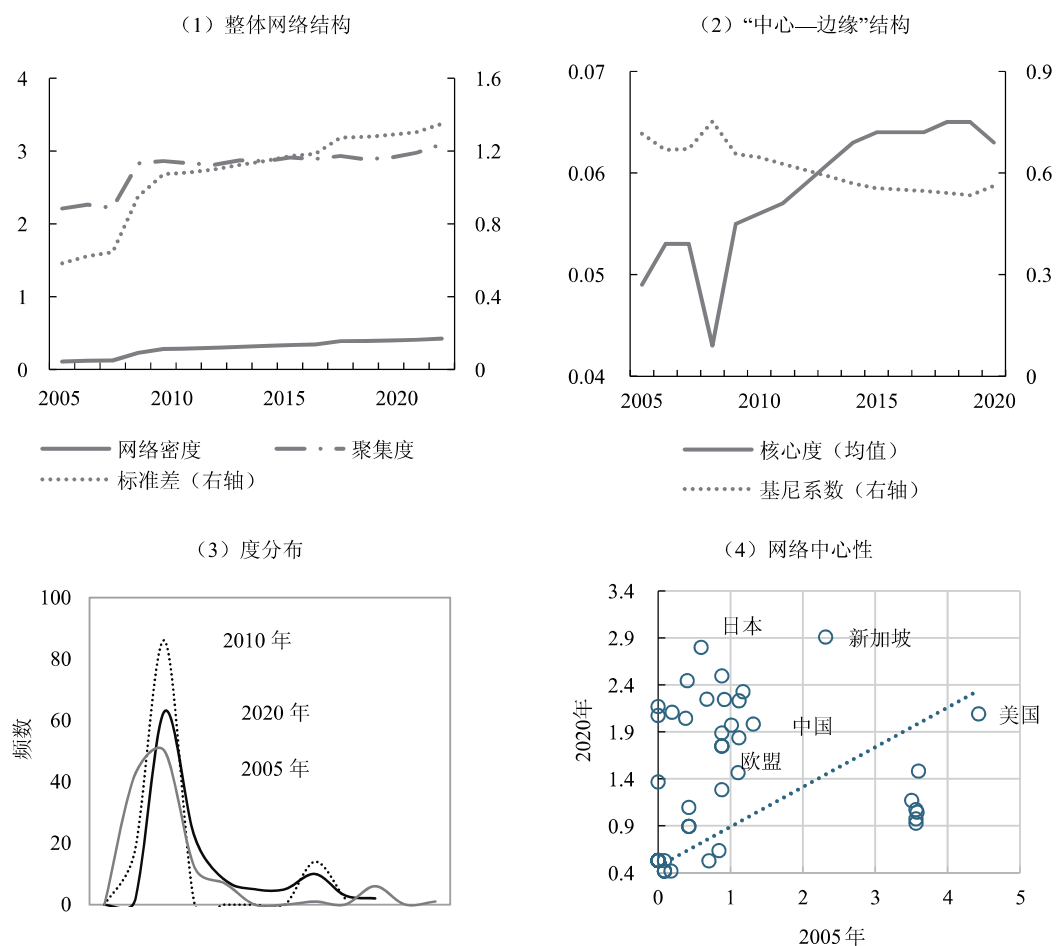 （1）整体网络结构
4
3
2
1
0
1.6
1.2
0.8
0.4
0
2005 2010 2015 2020
网络密度 聚集度
标准差（右轴）
（2）“中心—边缘”结构
0.07
0.06
0.05
0.04
0.9
0.6
0.3
0
2005 2010 2015 2020
核心度（均值）
基尼系数（右轴）
（3）度分布
频数
100
80
60
40
20
0
2010 年
2020 年
2005 年
（4）网络中心性
2020年
3.4
2.9
2.4
1.9
1.4
0.9
0.4
日本
新加坡
美国
中国
欧盟
0 1 2 3 4 5
2005 年